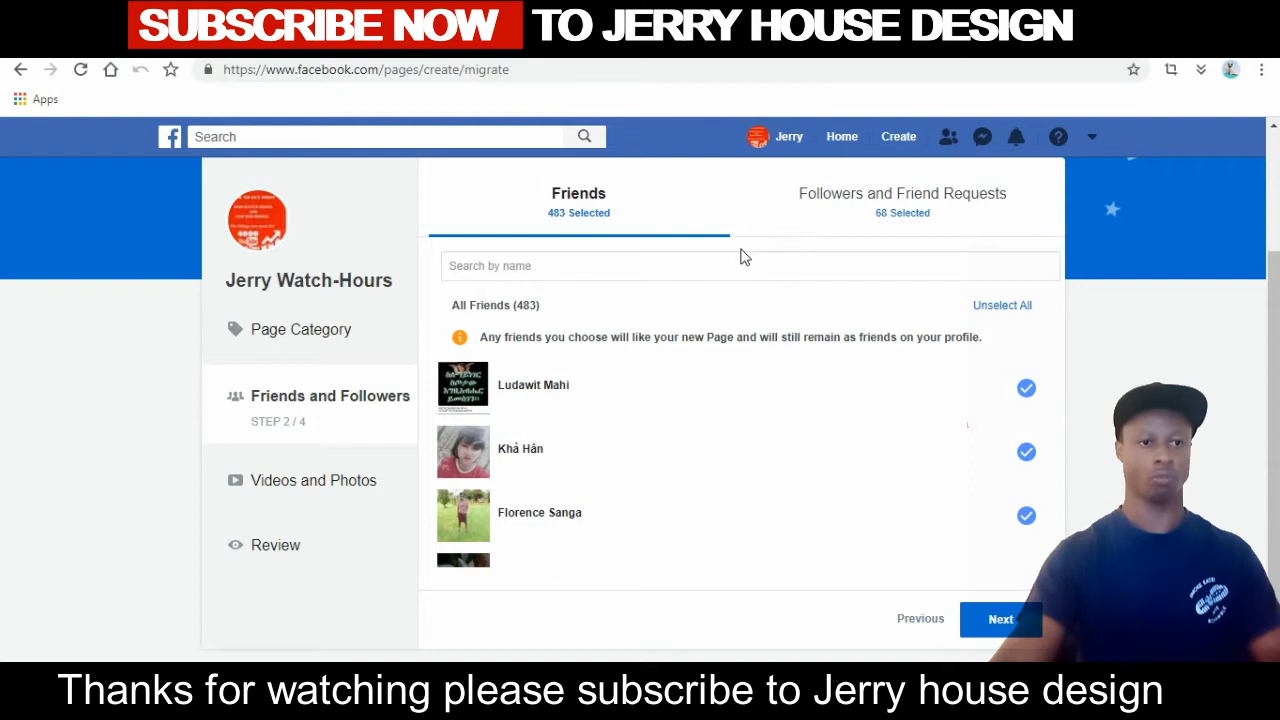 SUBSCRIBE NOW TO JERRY HOUSE DESIGN
https://www.facebook.com/pages/create/migrate
Apps
Search
Jerry
Home
Create
Jerry Watch-Hours
Page Category
Friends and Followers
STEP 2 / 4
Videos and Photos
Review
Friends
483 Selected
Followers and Friend Requests
68 Selected
Search by name
All Friends (483)
Unselect All
Any friends you choose will like your new Page and will still remain as friends on your profile.
Ludawit Mahi
Khả Hân
Florence Sanga
Previous
Next
Thanks for watching please subscribe to Jerry house design